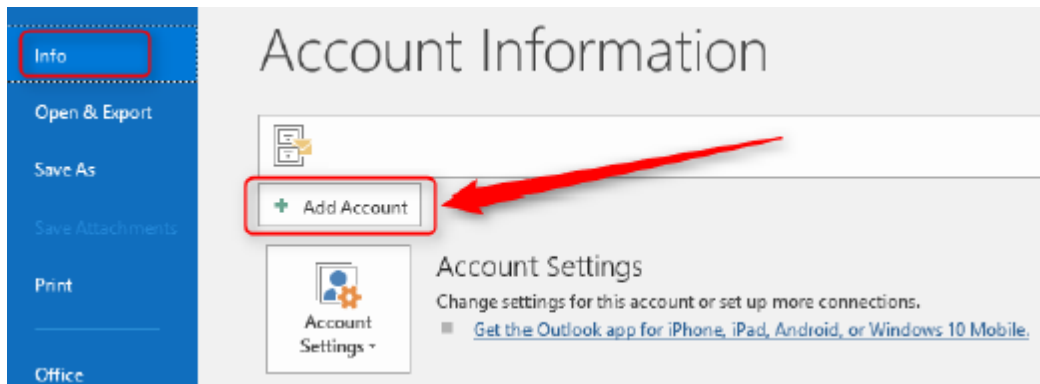 Info
Open & Export
Save As
Save Attachments
Print
Office
Account Information
+ Add Account
Account
Settings
Account Settings
Change settings for this account or set up more connections.
Get the Outlook app for iPhone, iPad, Android, or Windows 10 Mobile.